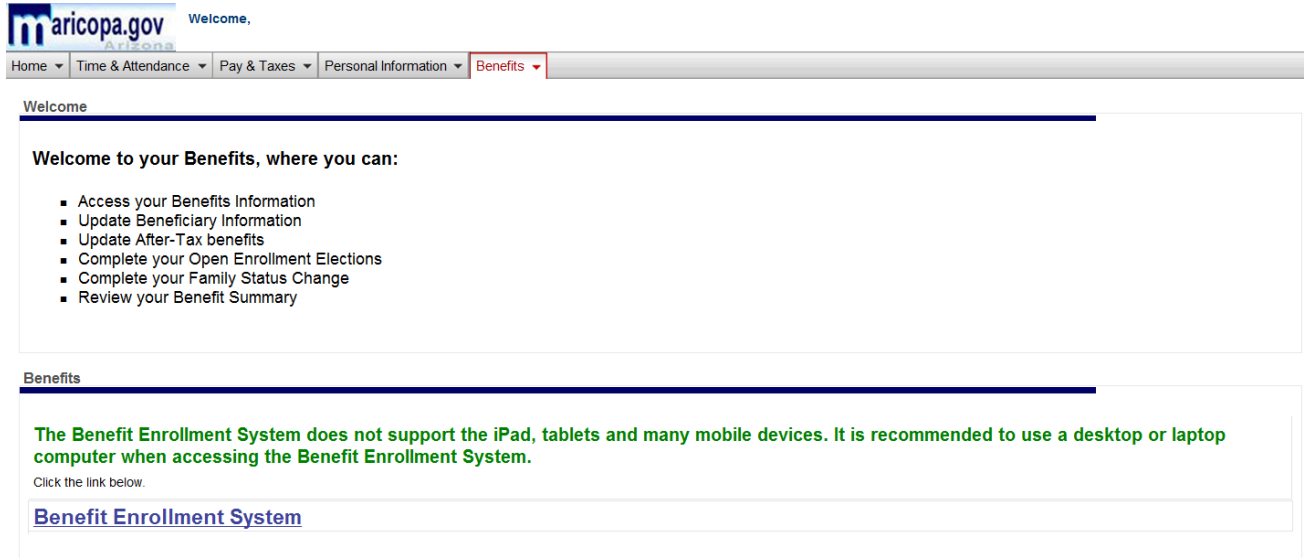 maricopa.gov
Arizona
Welcome,
Home
Time & Attendance
Pay & Taxes
Personal Information
Benefits
Welcome
Welcome to your Benefits, where you can:
Access your Benefits Information
Update Beneficiary Information
Update After-Tax benefits
Complete your Open Enrollment Elections
Complete your Family Status Change
Review your Benefit Summary
Benefits
The Benefit Enrollment System does not support the iPad, tablets and many mobile devices. It is recommended to use a desktop or laptop
computer when accessing the Benefit Enrollment System.
Click the link below.
Benefit Enrollment System